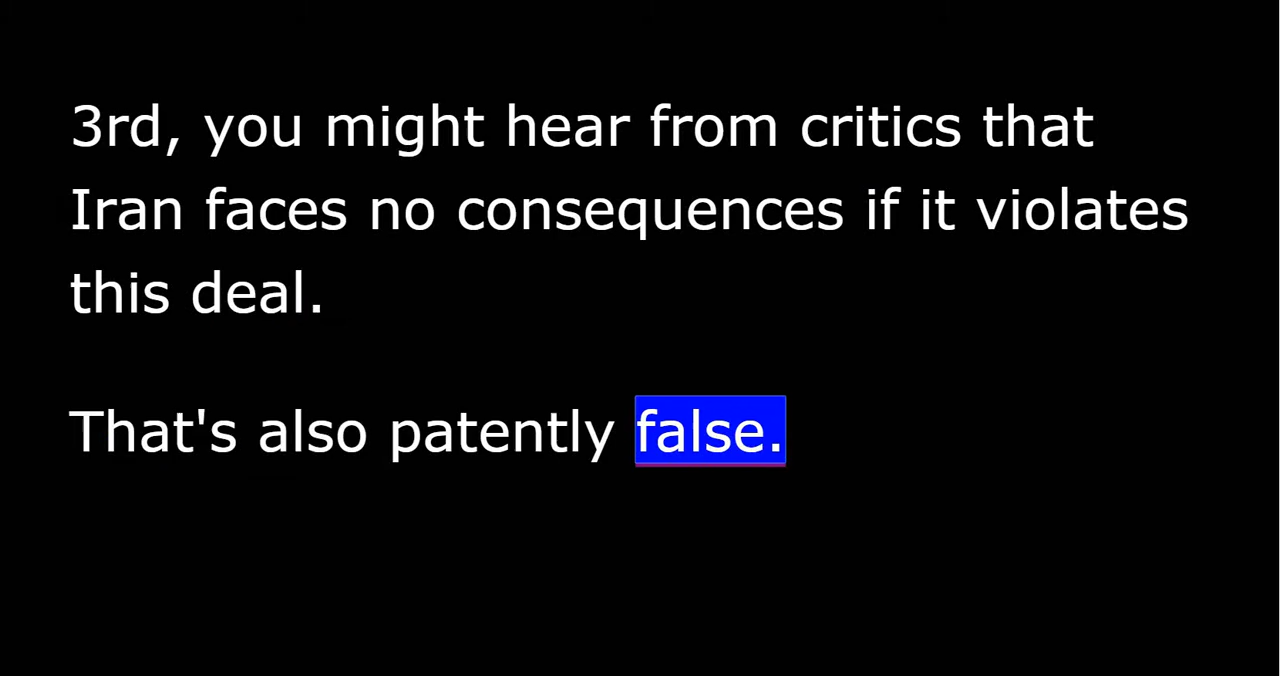 3rd, you might hear from critics that
Iran faces no consequences if it violates
this deal.
That's also patently false.